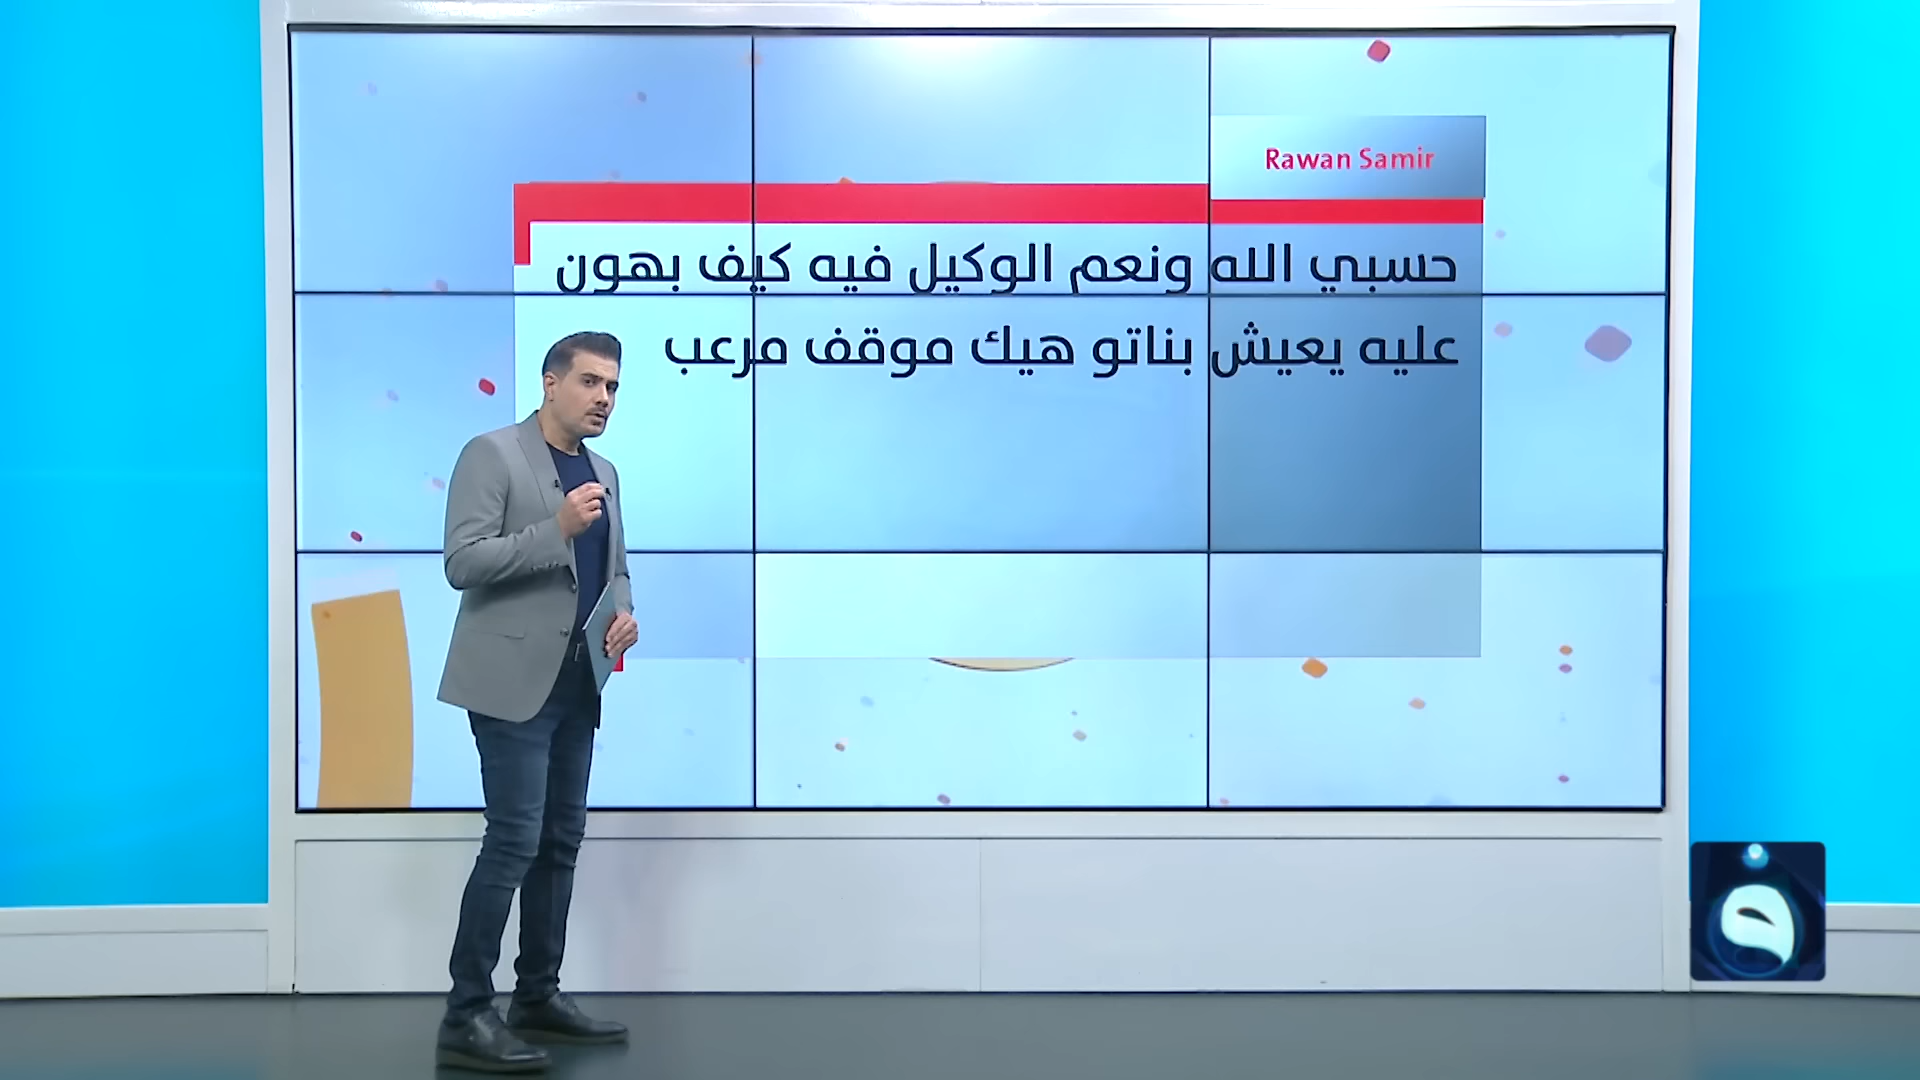 Rawan Samir
حسبي الله ونعم الوكيل فيه كيف بهون
عليه يعيش بناتو هيك موقف مرعب